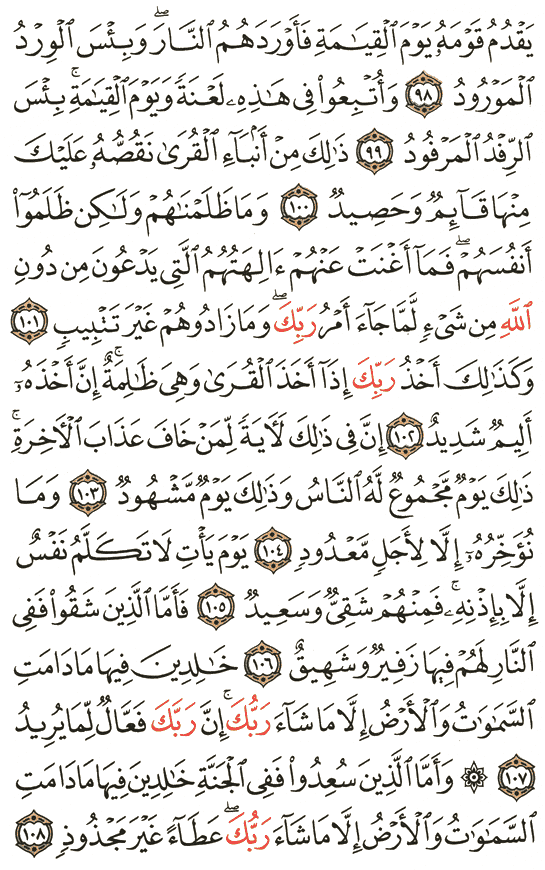 يَقۡدُمُ قَوۡمَهُۥ يَوۡمَ ٱلۡقِيَٰمَةِ فَأَوۡرَدَهُمُ ٱلنَّارَۖ وَبِئۡسَ ٱلۡوِرۡدُ
ٱلۡمَوۡرُودُ ٩٨ وَأُتۡبِعُواْ فِي هَٰذِهِۦ لَعۡنَةٗ وَيَوۡمَ ٱلۡقِيَٰمَةِۚ بِئۡسَ
ٱلرِّفۡدُ ٱلۡمَرۡفُودُ ٩٩ ذَٰلِكَ مِنۡ أَنۢبَآءِ ٱلۡقُرَىٰ نَقُصُّهُۥ عَلَيۡكَ
مِنۡهَا قَآئِمٞ وَحَصِيدٞ ١٠٠ وَمَا ظَلَمۡنَٰهُمۡ وَلَٰكِن ظَلَمُوٓاْ
أَنفُسَهُمۡۖ فَمَآ أَغۡنَتۡ عَنۡهُمۡ ءَالِهَتُهُمُ ٱلَّتِي يَدۡعُونَ مِن دُونِ
ٱللَّهِ مِن شَيۡءٖ لَّمَّا جَآءَ أَمۡرُ رَبِّكَۖ وَمَا زَادُوهُمۡ غَيۡرَ تَتۡبِيبٖ ١٠١
وَكَذَٰلِكَ أَخۡذُ رَبِّكَ إِذَآ أَخَذَ ٱلۡقُرَىٰ وَهِيَ ظَٰلِمَةٌۚ إِنَّ أَخۡذَهُۥٓ
أَلِيمٞ شَدِيدٌ ١٠٢ إِنَّ فِي ذَٰلِكَ لَأٓيَةٗ لِّمَنۡ خَافَ عَذَابَ ٱلۡأٓخِرَةِۚ
ذَٰلِكَ يَوۡمٞ مَّجۡمُوعٞ لَّهُ ٱلنَّاسُ وَذَٰلِكَ يَوۡمٞ مَّشۡهُودٞ ١٠٣ وَمَا
نُؤَخِّرُهُۥٓ إِلَّا لِأَجَلٖ مَّعۡدُودٖ ١٠٤ يَوۡمَ يَأۡتِ لَا تَكَلَّمُ نَفۡسٌ
إِلَّا بِإِذۡنِهِۦۚ فَمِنۡهُمۡ شَقِيّٞ وَسَعِيدٞ ١٠٥ فَأَمَّا ٱلَّذِينَ شَقُواْ فَفِي
ٱلنَّارِ لَهُمۡ فِيهَا زَفِيرٞ وَشَهِيقٌ ١٠٦ خَٰلِدِينَ فِيهَا مَا دَامَتِ
ٱلسَّمَٰوَٰتُ وَٱلۡأَرۡضُ إِلَّا مَا شَآءَ رَبُّكَۚ إِنَّ رَبَّكَ فَعَّالٞ لِّمَا يُرِيدُ
١٠٧ ۞ وَأَمَّا ٱلَّذِينَ سُعِدُواْ فَفِي ٱلۡجَنَّةِ خَٰلِدِينَ فِيهَا مَا دَامَتِ
ٱلسَّمَٰوَٰتُ وَٱلۡأَرۡضُ إِلَّا مَا شَآءَ رَبُّكَۖ عَطَآءً غَيۡرَ مَجۡذُوذٖ ١٠٨